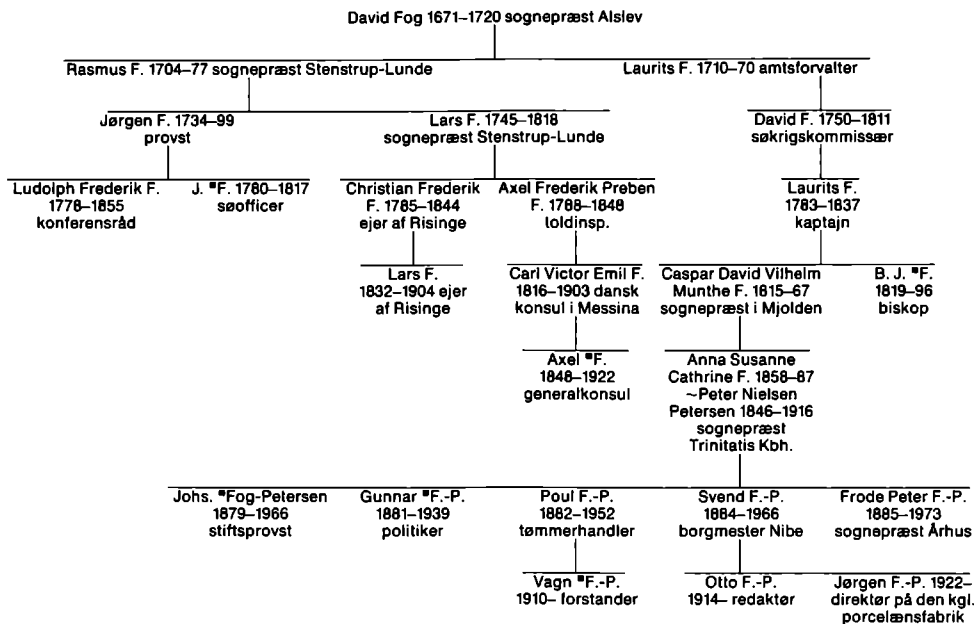 David Fog 1671–1720 sognepræst Alslev
Rasmus F. 1704–77 sognepræst Stenstrup-Lunde
Laurits F. 1710–70 amtsforvalter
Jørgen F. 1734–99
provst
Lars F. 1745–1818
sognepræst Stenstrup-Lunde
David F. 1750–1811
søkrigskommissær
Ludolph Frederik F.
1778–1855
konferensråd
J. *F. 1780–1817
søofficer
Christian Frederik
F. 1785–1844
ejer af Risinge
Axel Frederik Preben
F. 1788–1848
toldinsp.
Laurits F.
1783–1837
kaptajn
Lars F.
1832–1904 ejer
af Risinge
Carl Victor Emil F.
1816–1903 dansk
konsul i Messina
Caspar David Vilhelm
Munthe F. 1815–67
sognepræst i Mjolden
B. J. *F.
1819–96
biskop
Axel *F.
1848–1922
generalkonsul
Anna Susanne
Cathrine F. 1858–87
~Peter Nielsen
Petersen 1846–1916
sognepræst
Trinitatis Kbh.
Johs. *Fog-Petersen
1879–1966
stiftsprovst
Gunnar *F.-P.
1881–1939
politiker
Poul F.-P.
1882–1952
tømmerhandler
Svend F.-P.
1884–1966
borgmester Nibe
Frode Peter F.-P.
1885–1973
sognepræst Århus
Vagn *F.-P.
1910– forstander
Otto F.-P.
1914– redaktør
Jørgen F.-P. 1922–
direktør på den kgl.
porcelænsfabrik